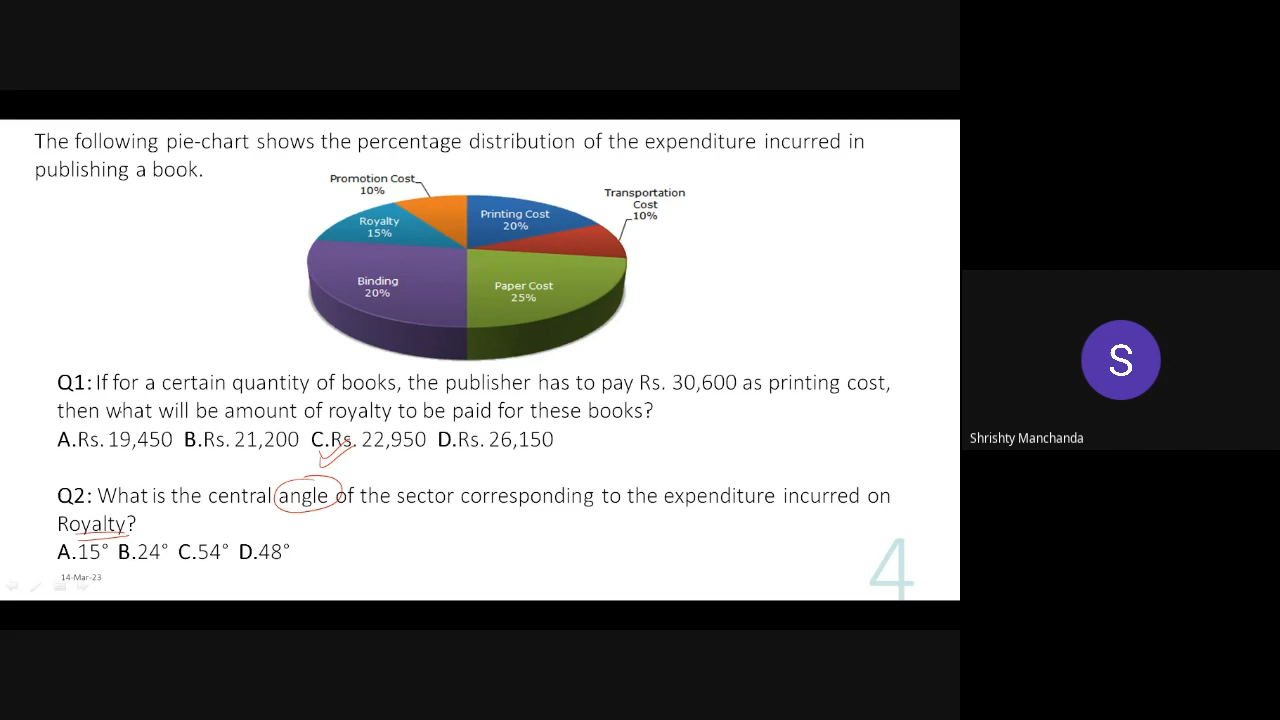 The following pie-chart shows the percentage distribution of the expenditure incurred in
publishing a book.
Promotion Cost
10%
Transportation
Cost
10%
Printing Cost
20%
Royalty
15%
Binding
20%
Paper Cost
25%
Q1: If for a certain quantity of books, the publisher has to pay Rs. 30,600 as printing cost,
then what will be amount of royalty to be paid for these books?
A.Rs. 19,450 B.Rs. 21,200 C.Rs. 22,950 D.Rs. 26,150
Q2: What is the central angle of the sector corresponding to the expenditure incurred on
Royalty?
A.15° B.24° C.54° D.48°
14-Mar-23
4
S
Shrishty Manchanda